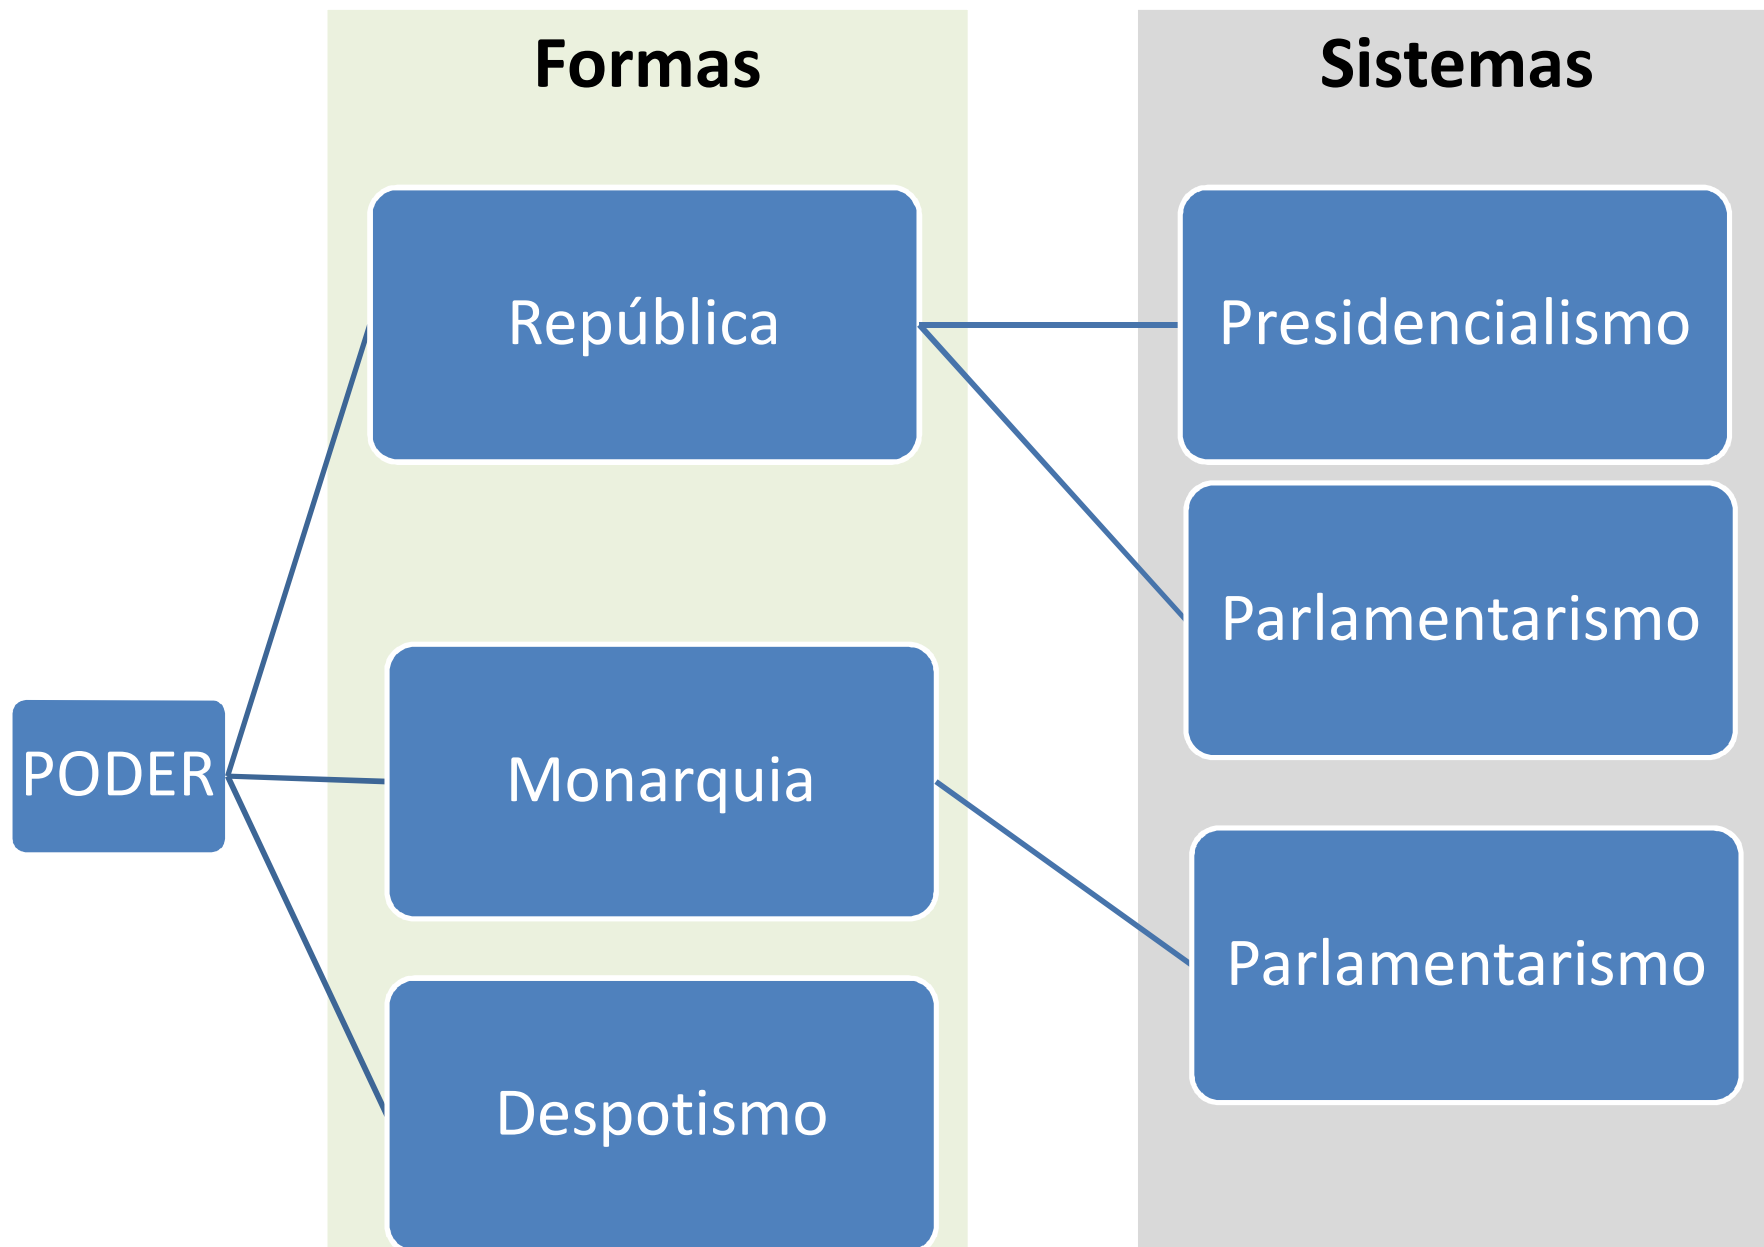 Formas
Sistemas
República
Presidencialismo
Parlamentarismo
PODER
Monarquia
Parlamentarismo
Despotismo